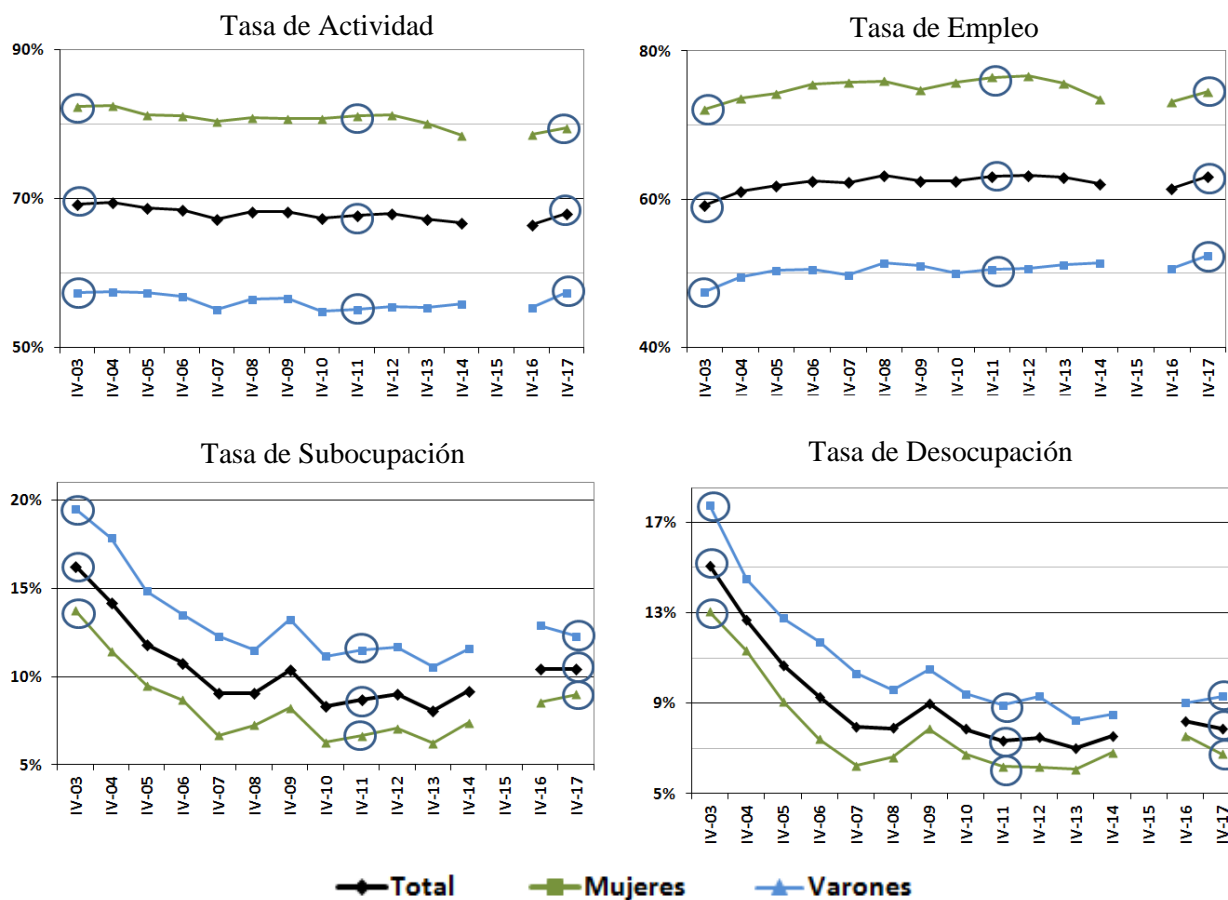 Tasa de Actividad
90%
70%
50%
IV-03 IV-04 IV-05 IV-06 IV-07 IV-08 IV-09 IV-10 IV-11 IV-12 IV-13 IV-14 IV-15 IV-16 IV-17
Tasa de Empleo
80%
60%
40%
IV-03 IV-04 IV-05 IV-06 IV-07 IV-08 IV-09 IV-10 IV-11 IV-12 IV-13 IV-14 IV-15 IV-16 IV-17
Tasa de Subocupación
20%
15%
10%
5%
IV-03 IV-04 IV-05 IV-06 IV-07 IV-08 IV-09 IV-10 IV-11 IV-12 IV-13 IV-14 IV-15 IV-16 IV-17
Tasa de Desocupación
17%
13%
9%
5%
IV-03 IV-04 IV-05 IV-06 IV-07 IV-08 IV-09 IV-10 IV-11 IV-12 IV-13 IV-14 IV-15 IV-16 IV-17
Total Mujeres Varones